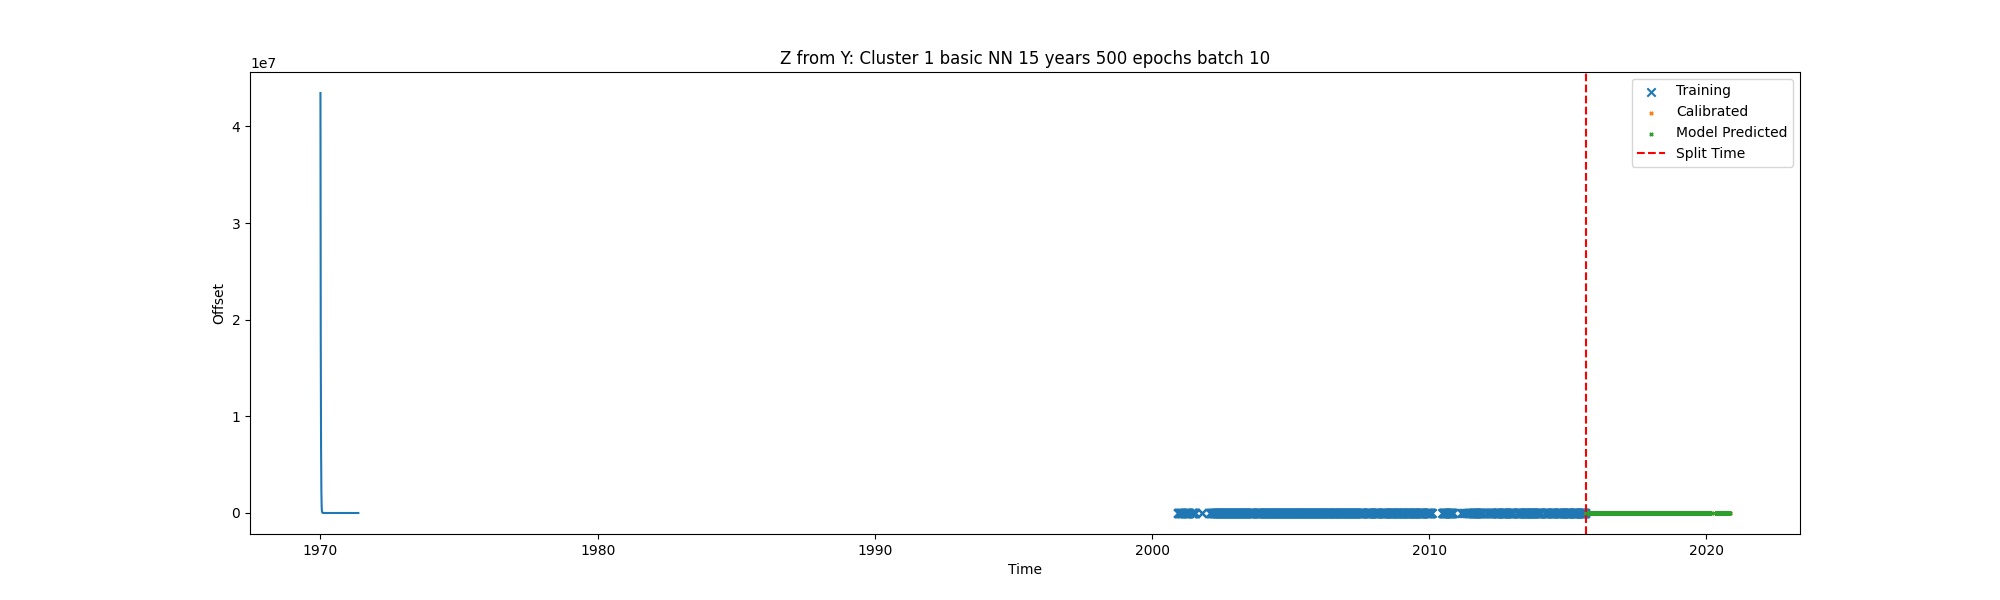 Z from Y: Cluster 1 basic NN 15 years 500 epochs batch 10
1e7
4
3
2
1
0
Offset
1970
1980
1990
2000
2010
2020
Time
Training
Calibrated
Model Predicted
Split Time